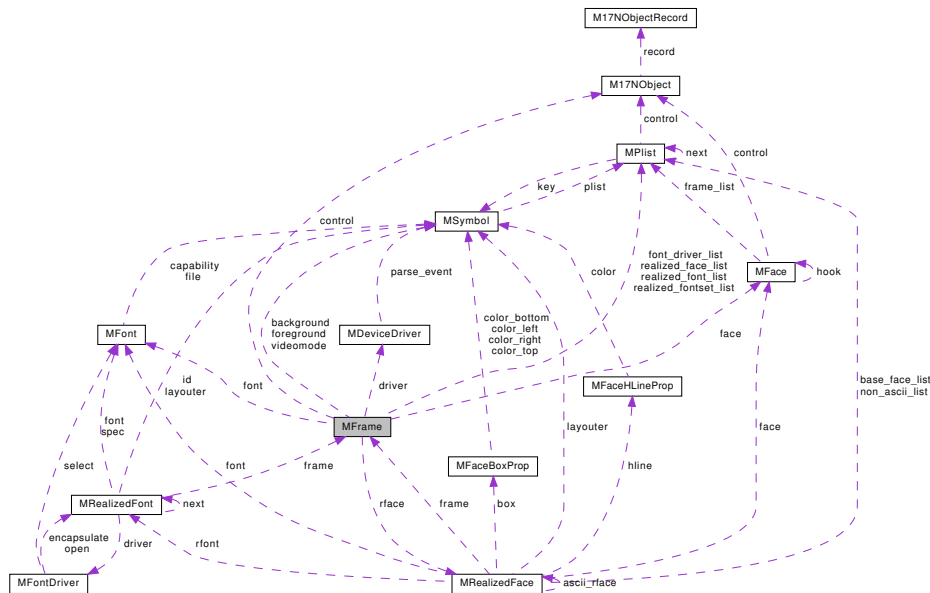 M17NObjectRecord
record
M17NObject
control
MPlist
next
control
key
plist
frame_list
MSymbol
control
font_driver_list
realized_face_list
realized_font_list
realized_fontset_list
capability
file
parse_event
color
MFace
hook
background
foreground
videomode
MDeviceDriver
color_bottom
color_left
color_right
color_top
face
MFont
id
layouter
font
driver
MFaceHLineProp
base_face_list
non_ascii_list
font
spec
MFrame
layouter
face
select
frame
font
MFaceBoxProp
hline
MRealizedFont
next
rface
frame
box
encapsulate
open
driver
rfont
MFontDriver
MRealizedFace
ascii_rface